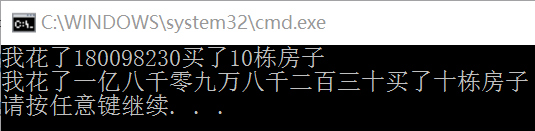 C:\WINDOWS\system32\cmd.exe
我花了180098230买了10栋房子
我花了一亿八千零九万八千二百三十买了十栋房子
请按任意键继续. . .